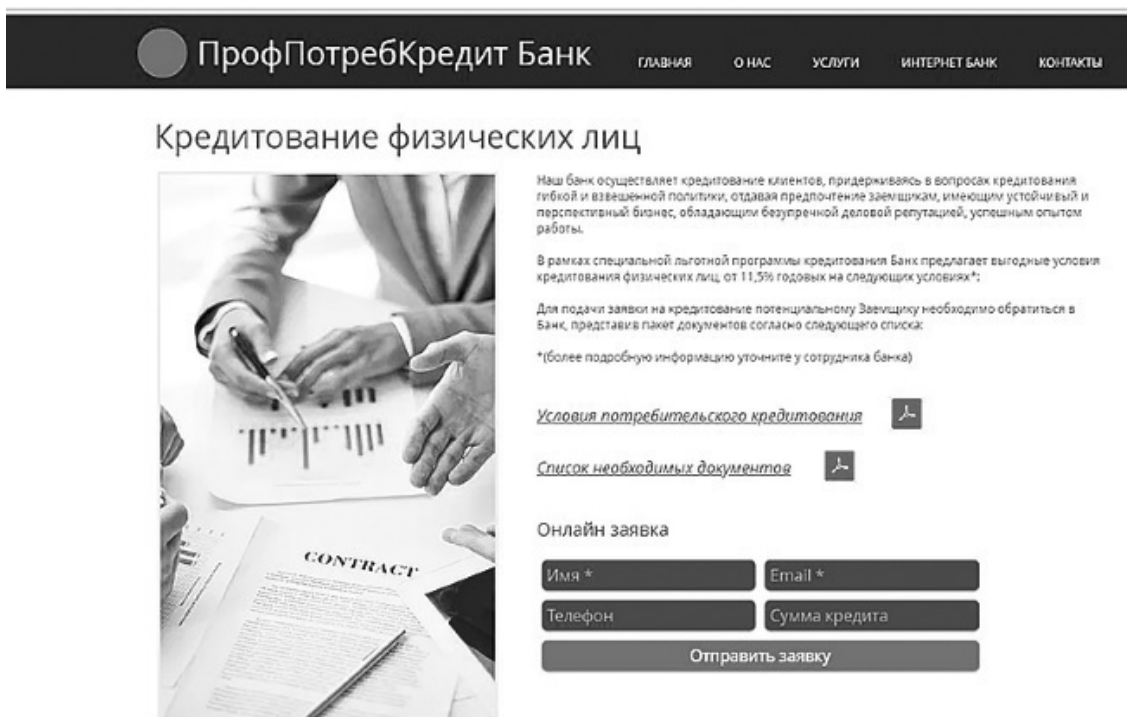 ПрофПотребКредит Банк
ГЛАВНАЯ О НАС УСЛУГИ ИНТЕРНЕТ БАНК КОНТАКТЫ
Кредитование физических лиц
Наш банк осуществляет кредитование клиентов, придерживаясь в вопросах кредитования
гибкой и взвешенной политики, отдавая предпочтение заемщикам, имеющим устойчивый и
перспективный бизнес, обладающим безупречной деловой репутацией, успешным опытом
работы.
В рамках специальной льготной программы кредитования Банк предлагает выгодные условия
кредитования физических лиц, от 11,5% годовых на следующих условиях*:
Для подачи заявки на кредитование потенциальному Заемщику необходимо обратиться в
Банк, представив пакет документов согласно следующего списка:
*(более подробную информацию уточните у сотрудника банка)
Условия потребительского кредитования
Список необходимых документов
Онлайн заявка
Имя * Email *
Телефон Сумма кредита
Отправить заявку
CONTRACT